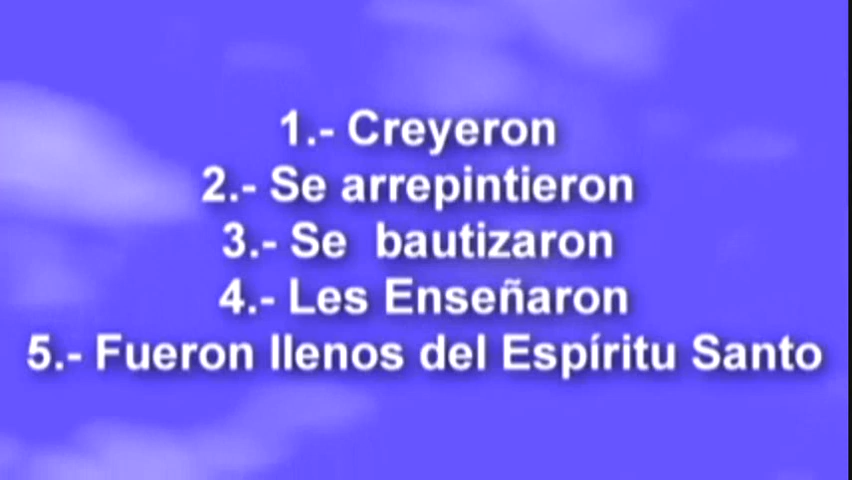 1.- Creyeron
2.- Se arrepintieron
3.- Se  bautizaron
4.- Les Enseñaron
5.- Fueron llenos del Espíritu Santo